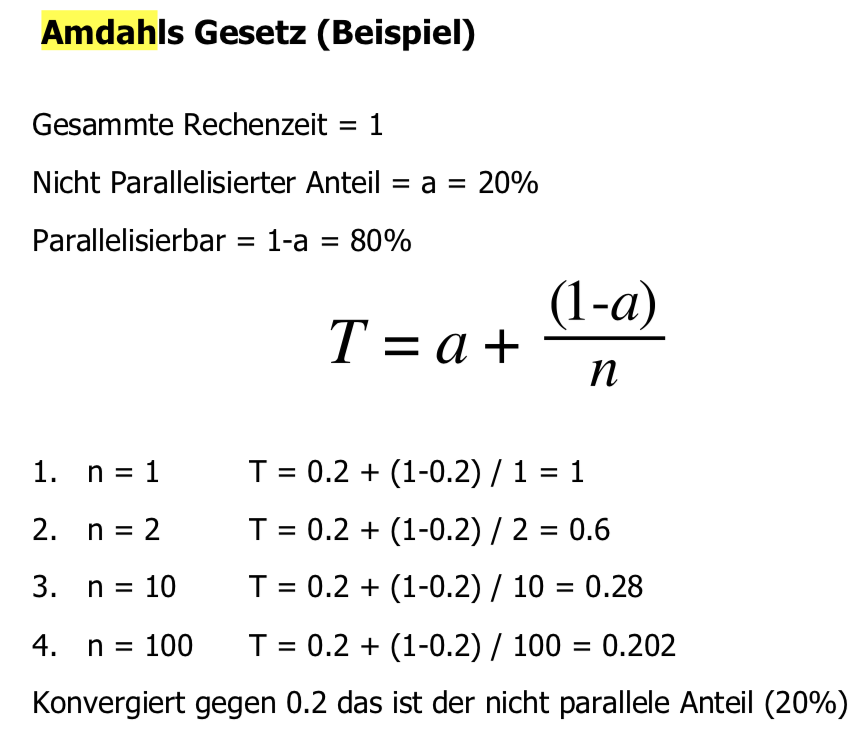 Amdahls Gesetz (Beispiel)
Gesammte Rechenzeit = 1
Nicht Parallelisierter Anteil = a = 20%
Parallelisierbar = 1-a = 80%
T = a + (1-a) / n
1. n = 1 T = 0.2 + (1-0.2) / 1 = 1
2. n = 2 T = 0.2 + (1-0.2) / 2 = 0.6
3. n = 10 T = 0.2 + (1-0.2) / 10 = 0.28
4. n = 100 T = 0.2 + (1-0.2) / 100 = 0.202
Konvergiert gegen 0.2 das ist der nicht parallele Anteil (20%)